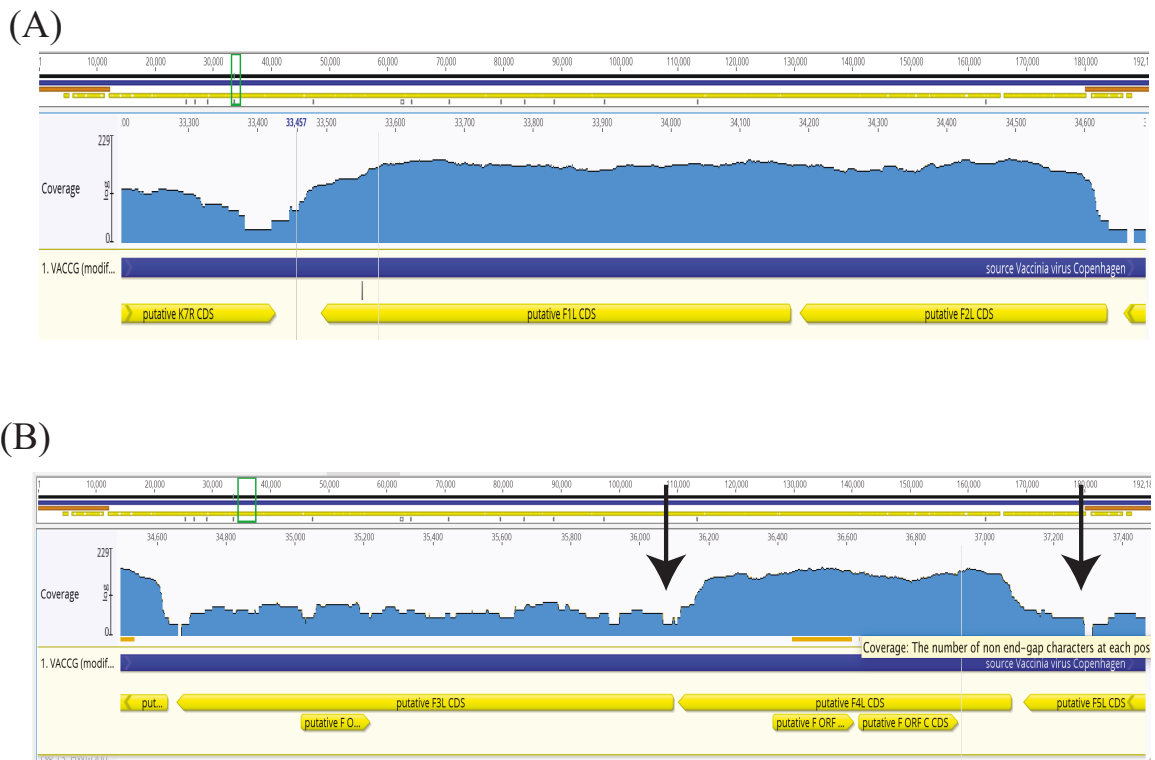 (A)
1 10,000 20,000 30,000 40,000 50,000 60,000 70,000 80,000 90,000 100,000 110,000 120,000 130,000 140,000 150,000 160,000 170,000 180,000 192,1
00 33,300 33,400 33,457 33,500 33,600 33,700 33,800 33,900 34,000 34,100 34,200 34,300 34,400 34,500 34,600
229
Coverage
0
1. VACCG (modif... source Vaccinia virus Copenhagen
putative K7R CDS putative F1L CDS putative F2L CDS
(B)
1 10,000 20,000 30,000 40,000 50,000 60,000 70,000 80,000 90,000 100,000 110,000 120,000 130,000 140,000 150,000 160,000 170,000 180,000 192,18
34,600 34,800 35,000 35,200 35,400 35,600 35,800 36,000 36,200 36,400 36,600 36,800 37,000 37,200 37,400
229
Coverage
0
Coverage: The number of non end-gap characters at each pos
1. VACCG (modif... source Vaccinia virus Copenhagen
put... putative F3L CDS putative F4L CDS putative F5L CDS
putative F O... putative F ORF ... putative F ORF C CDS